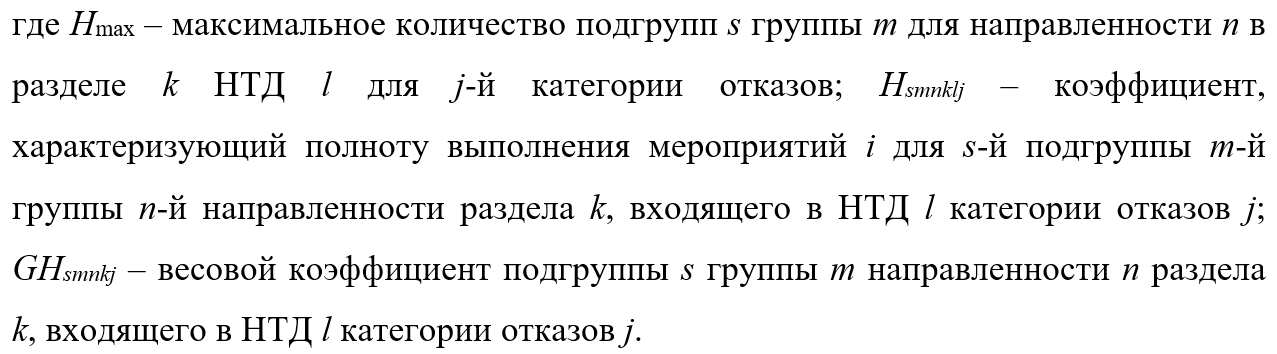 где Hmax – максимальное количество подгрупп s группы m для направленности n в
разделе k НТД l для j-й категории отказов; Hsmnklj – коэффициент,
характеризующий полноту выполнения мероприятий i для s-й подгруппы m-й
группы n-й направленности раздела k, входящего в НТД l категории отказов j;
GHsmnkj – весовой коэффициент подгруппы s группы m направленности n раздела
k, входящего в НТД l категории отказов j.